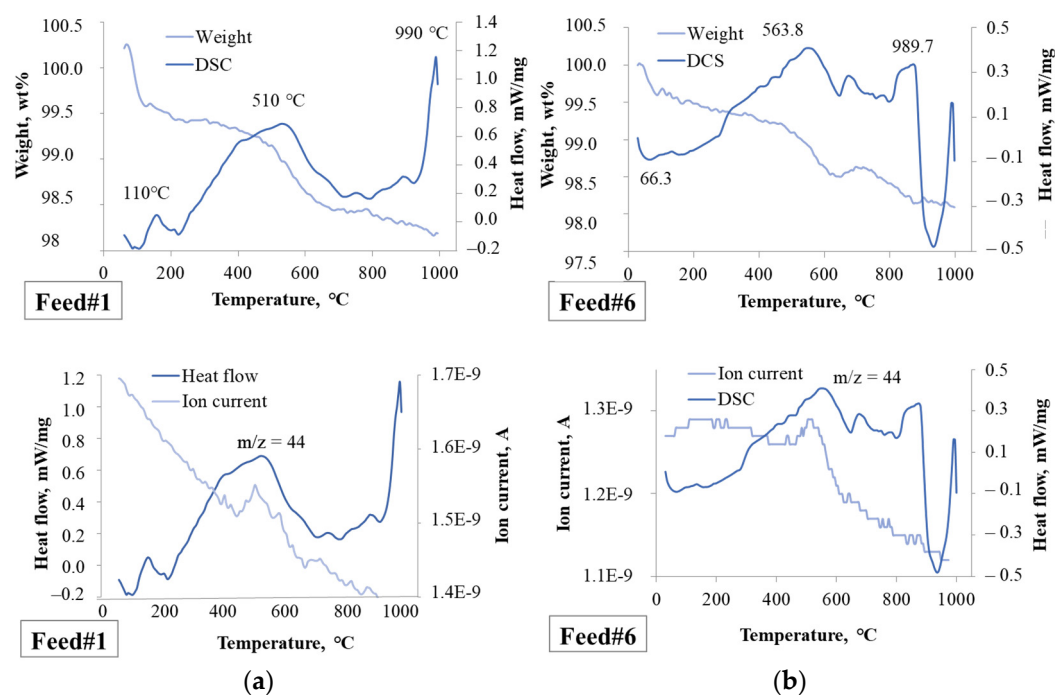 100.5
100.0
99.5
99.0
98.5
98
Weight, wt%
Weight
DSC
110°C
510 °C
990 °C
1.4
1.2
1.0
0.8
0.6
0.4
0.2
0.0
−0.2
Heat flow, mW/mg
0 200 400 600 800 1000
Temperature, °C
Feed#1
100.5
100.0
99.5
99.0
98.5
98.0
97.5
Weight, wt%
Weight
DCS
66.3
563.8
989.7
0.5
0.3
0.1
−0.1
−0.3
−0.5
Heat flow, mW/mg
0 200 400 600 800 1000
Temperature, °C
Feed#6
1.2
1.0
0.8
0.6
0.4
0.2
0.0
−0.2
Heat flow, mW/mg
Heat flow
Ion current
m/z = 44
1.7E-9
1.6E-9
1.5E-9
1.4E-9
Ion current, A
0 200 400 600 800 1000
Temperature, °C
Feed#1
1.3E-9
1.2E-9
1.1E-9
Ion current, A
Ion current
DSC
m/z = 44
0.5
0.3
0.1
−0.1
−0.3
−0.5
Heat flow, mW/mg
0 200 400 600 800 1000
Temperature, °C
Feed#6
(a)
(b)